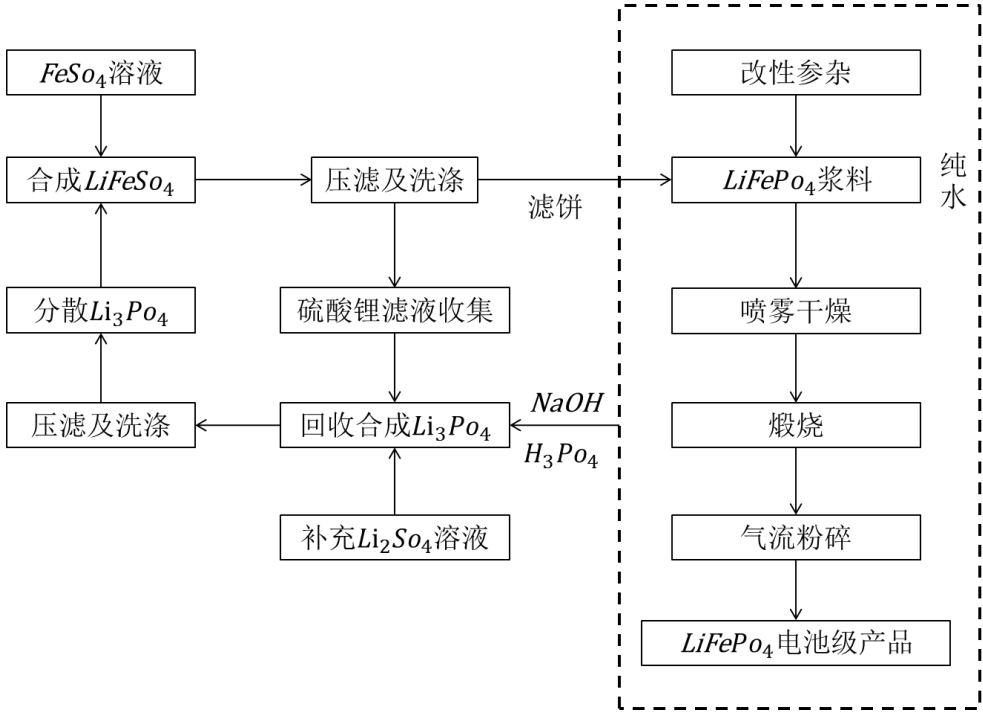 FeSo₄溶液
改性参杂
合成LiFeSo₄
压滤及洗涤
滤饼
LiFePo₄浆料
纯水
分散Li₃Po₄
硫酸锂滤液收集
喷雾干燥
压滤及洗涤
回收合成Li₃Po₄
NaOH
H₃Po₄
煅烧
补充Li₂So₄溶液
气流粉碎
LiFePo₄电池级产品